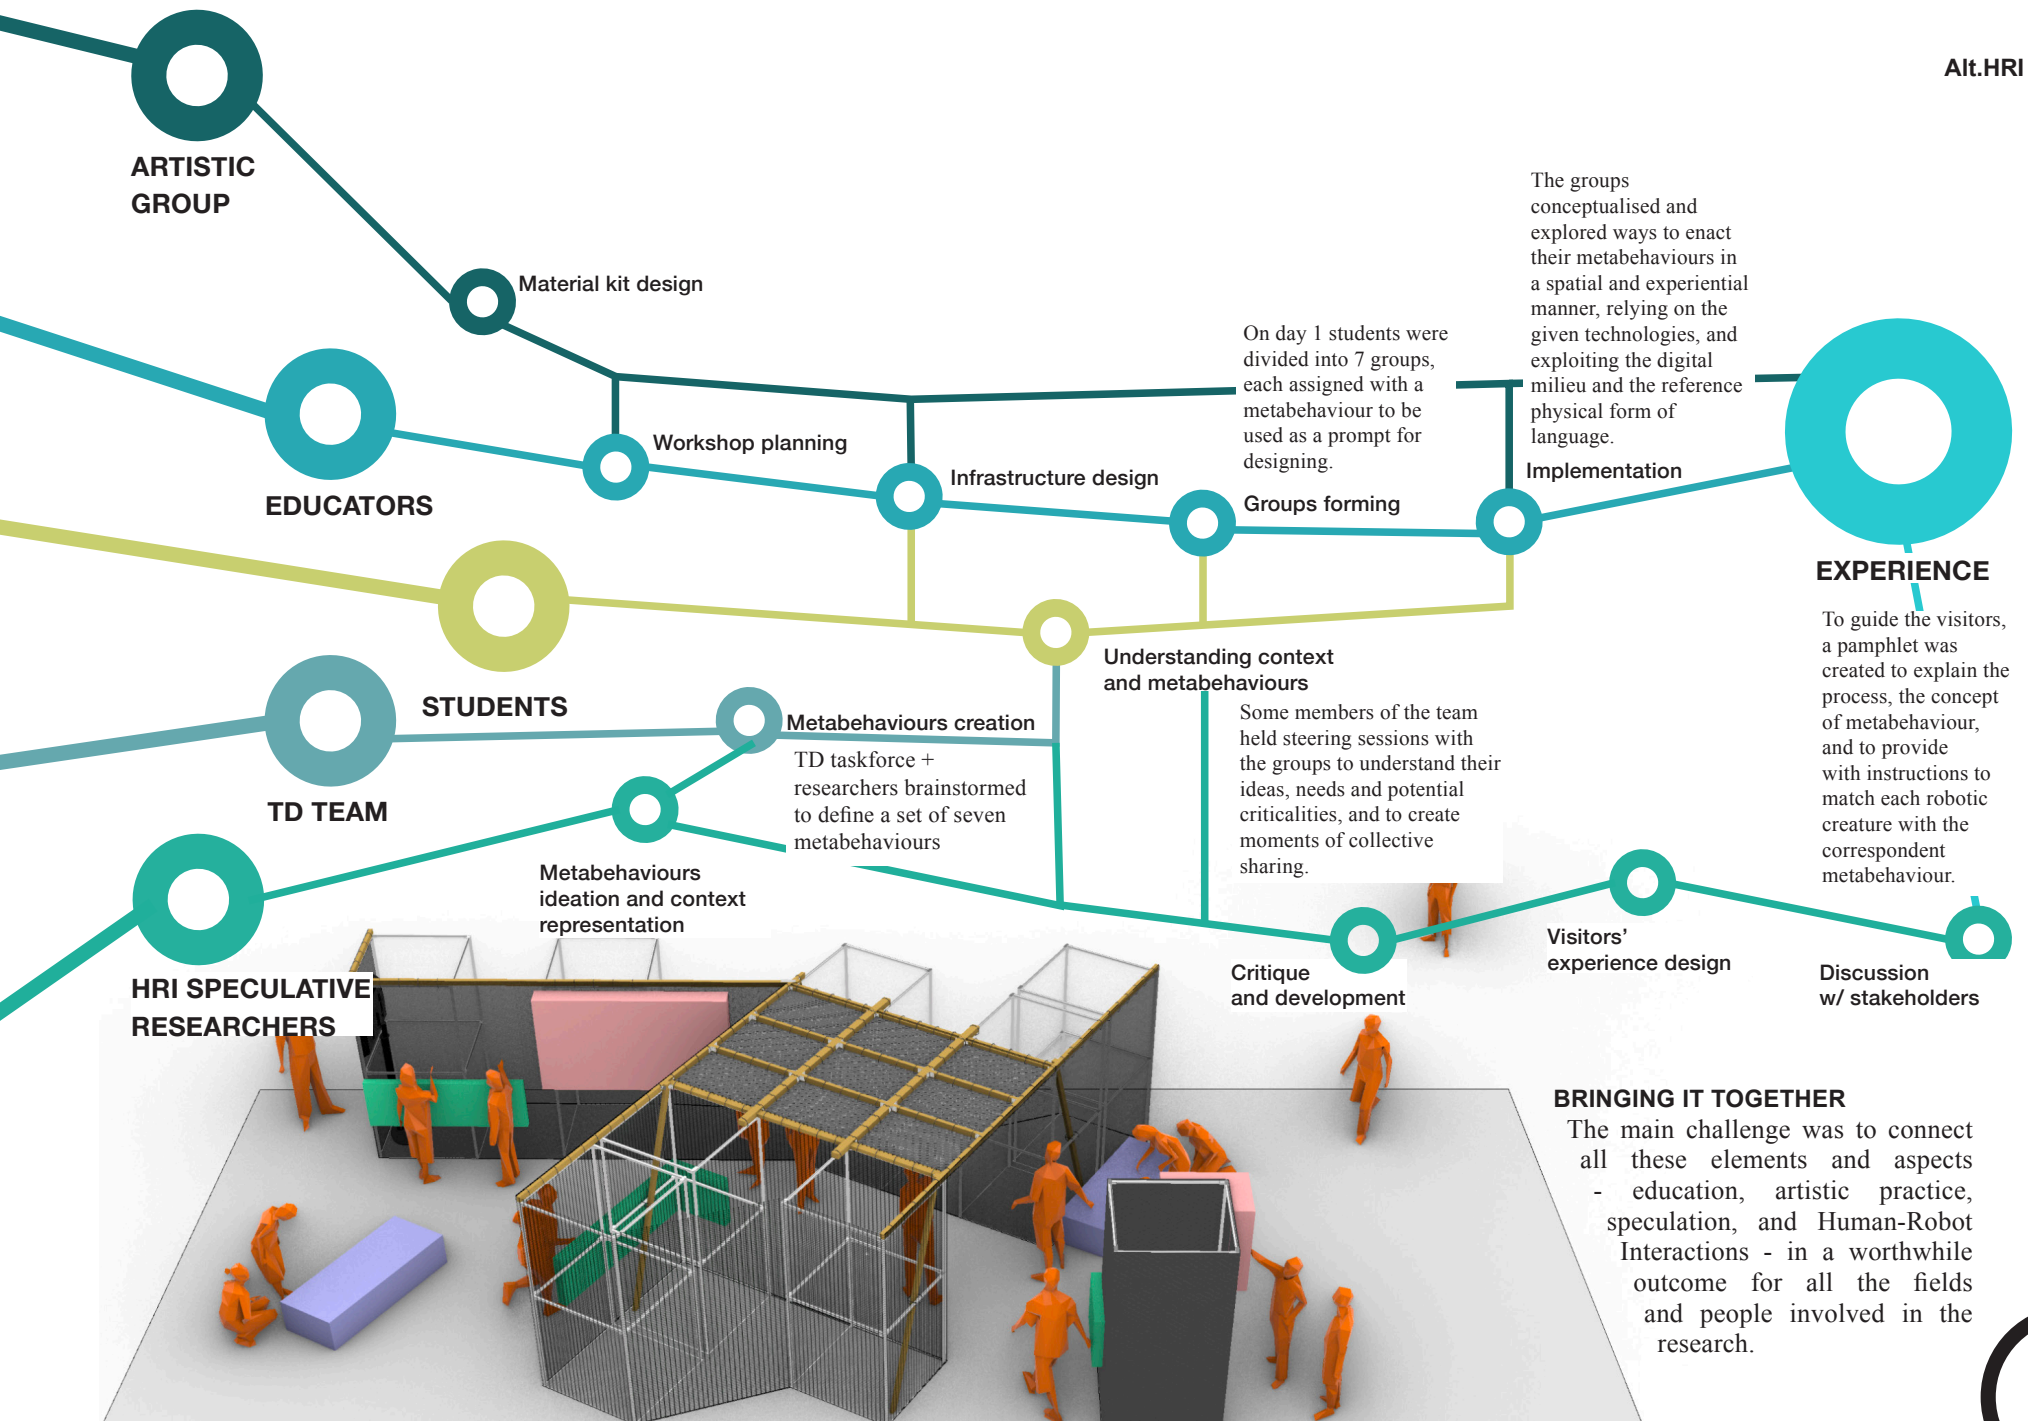 Alt.HRI
ARTISTIC
GROUP
Material kit design
The groups
conceptualised and
explored ways to enact
their metabehaviours in
a spatial and experiential
manner, relying on the
given technologies, and
exploiting the digital
milieu and the reference
physical form of
language.
On day 1 students were
divided into 7 groups,
each assigned with a
metabehaviour to be
used as a prompt for
designing.
Workshop planning
Infrastructure design
Groups forming
Implementation
EDUCATORS
EXPERIENCE
To guide the visitors,
a pamphlet was
created to explain the
process, the concept
of metabehaviour,
and to provide
with instructions to
match each robotic
creature with the
correspondent
metabehaviour.
STUDENTS
Understanding context
and metabehaviours
Some members of the team
held steering sessions with
the groups to understand their
ideas, needs and potential
criticalities, and to create
moments of collective
sharing.
Metabehaviours creation
TD taskforce +
researchers brainstormed
to define a set of seven
metabehaviours
TD TEAM
Metabehaviours
ideation and context
representation
HRI SPECULATIVE
RESEARCHERS
Critique
and development
Visitors’
experience design
Discussion
w/ stakeholders
BRINGING IT TOGETHER
The main challenge was to connect
all these elements and aspects
- education, artistic practice,
speculation, and Human-Robot
Interactions - in a worthwhile
outcome for all the fields
and people involved in the
research.